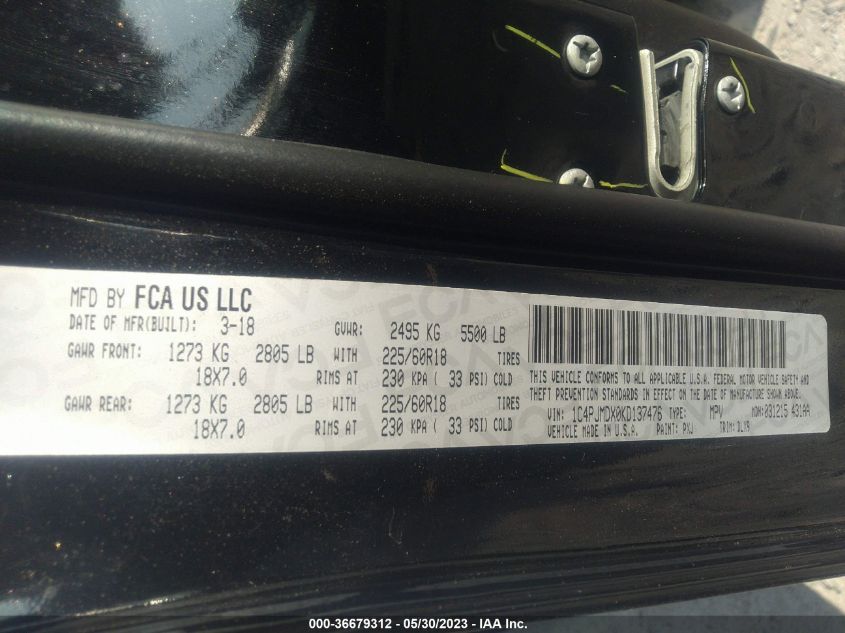 MFD BY FCA US LLC
DATE OF MFR(BUILT): 3-18 GVWR: 2495 KG 5500 LB
GAWR FRONT: 1273 KG 2805 LB WITH 225/60R18 TIRES
18X7.0 RIMS AT 230 KPA ( 33 PSI) COLD
GAWR REAR: 1273 KG 2805 LB WITH 225/60R18 TIRES
18X7.0 RIMS AT 230 KPA ( 33 PSI) COLD
THIS VEHICLE CONFORMS TO ALL APPLICABLE U.S.A. FEDERAL MOTOR VEHICLE SAFETY AND
THEFT PREVENTION STANDARDS IN EFFECT ON THE DATE OF MANUFACTURE SHOWN ABOVE.
VIN: 1C4PJMDX0KD137476 TYPE: MPV MDH: 031215 431AA
VEHICLE MADE IN U.S.A. PAINT: PXJ TRIM:
000-36679312 - 05/30/2023 - IAA Inc.